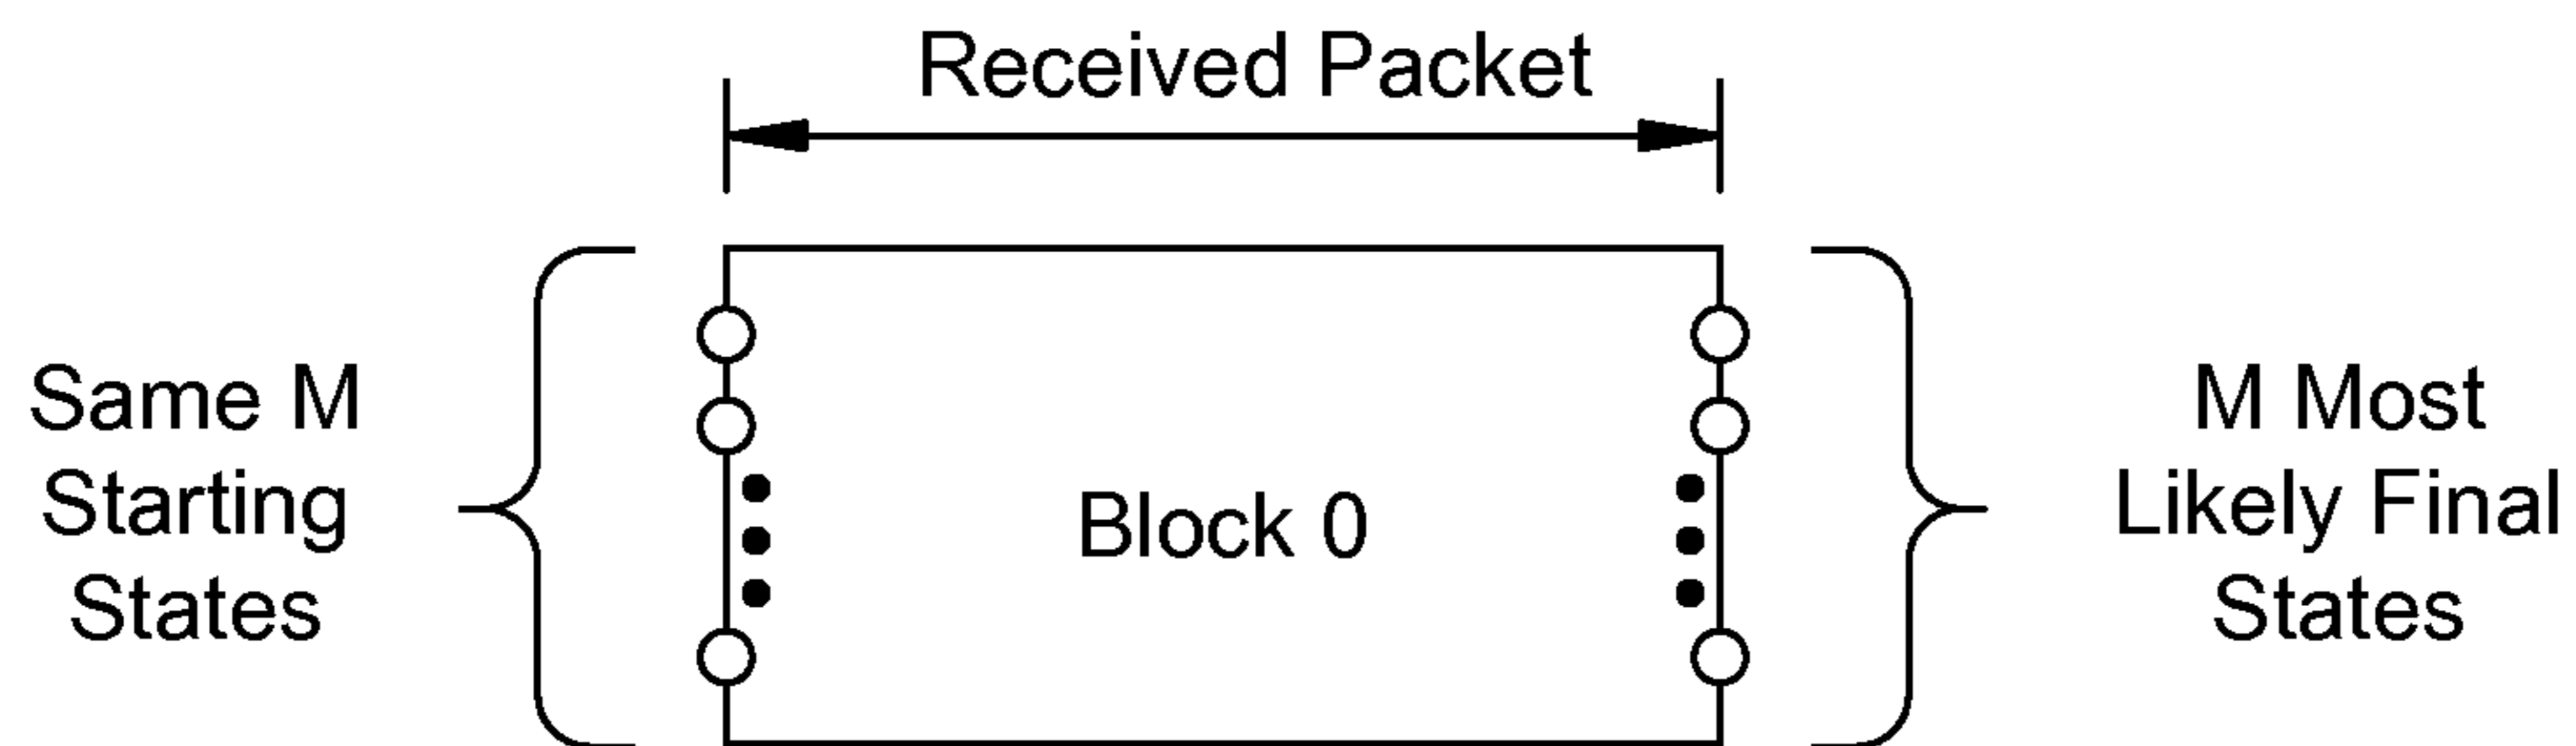 Received Packet
Same M
Starting
States
Block 0
M Most
Likely Final
States